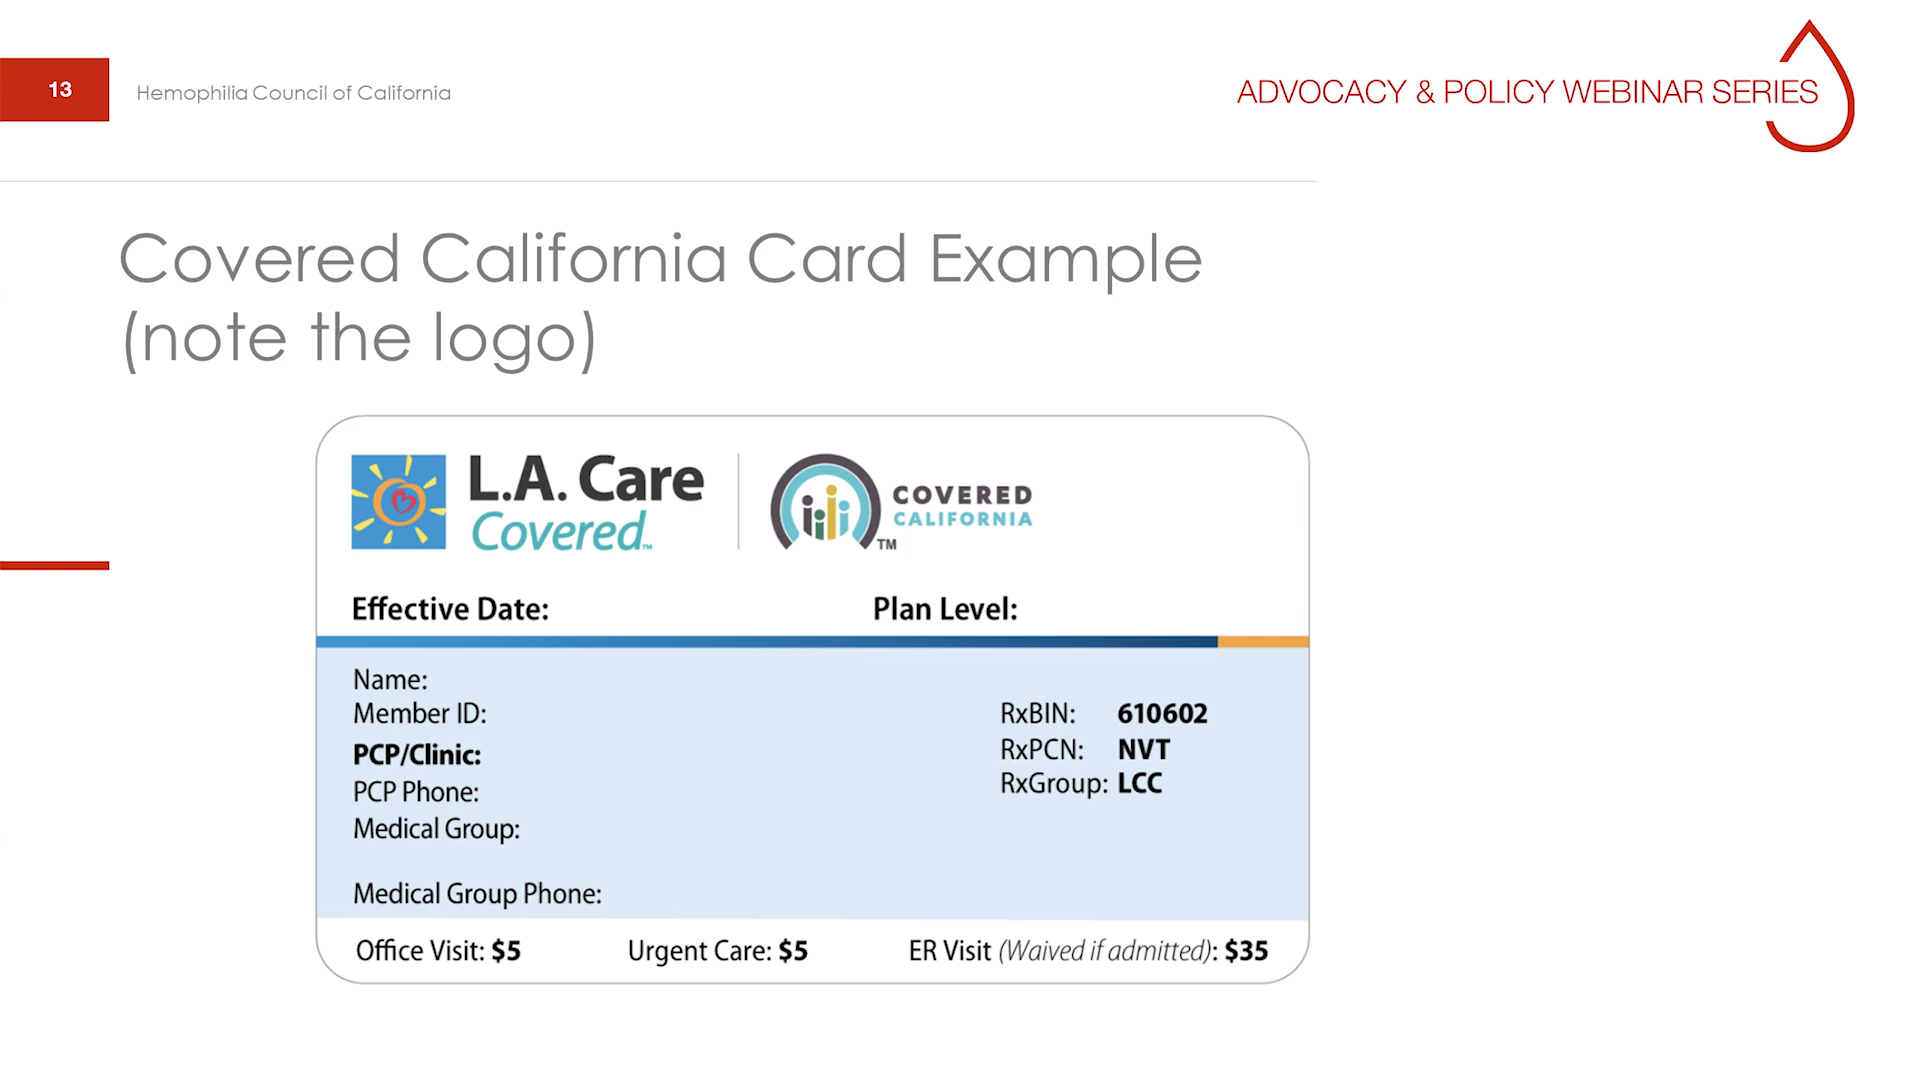 13
Hemophilia Council of California
ADVOCACY & POLICY WEBINAR SERIES
Covered California Card Example
(note the logo)
L.A. Care
Covered™
COVERED
CALIFORNIA
TM
Effective Date:
Plan Level:
Name:
Member ID:
PCP/Clinic:
PCP Phone:
Medical Group:
Medical Group Phone:
RxBIN: 610602
RxPCN: NVT
RxGroup: LCC
Office Visit: $5
Urgent Care: $5
ER Visit (Waived if admitted): $35